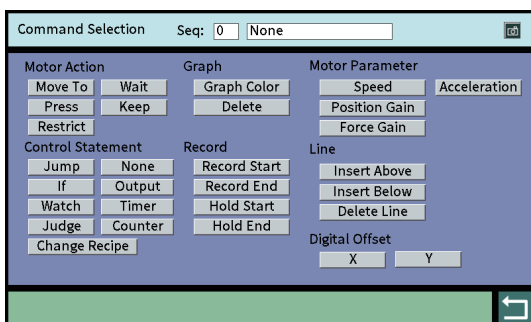 Command Selection Seq: 0 None
Motor Action Graph Motor Parameter
Move To Wait Graph Color Speed Acceleration
Press Keep Delete Position Gain
Restrict Force Gain
Control Statement Record Line
Jump None Record Start Insert Above
If Output Record End Insert Below
Watch Timer Hold Start Delete Line
Judge Counter Hold End
Change Recipe Digital Offset
X Y